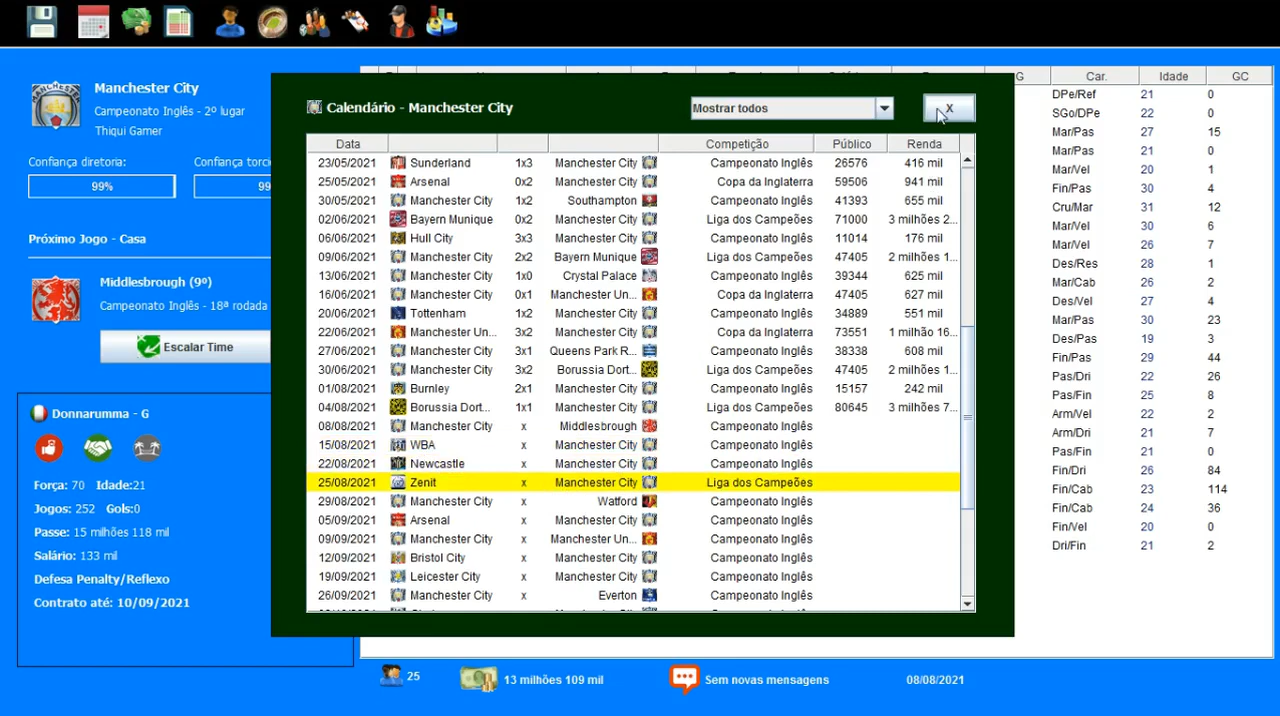 Manchester City
Campeonato Inglês - 2º lugar
Thiqui Gamer
Confiança diretoria:
Confiança torci
99%
99
Próximo Jogo - Casa
Middlesbrough (9º)
Campeonato Inglês - 18ª rodada
Escalar Time
Donnarumma - G
Força: 70 Idade:21
Jogos: 252 Gols:0
Passe: 15 milhões 118 mil
Salário: 133 mil
Defesa Penalty/Reflexo
Contrato até: 10/09/2021
Calendário - Manchester City
Mostrar todos
X
Data Competição Público Renda
23/05/2021 Sunderland 1x3 Manchester City Campeonato Inglês 26576 416 mil
25/05/2021 Arsenal 0x2 Manchester City Copa da Inglaterra 59506 941 mil
30/05/2021 Manchester City 1x2 Southampton Campeonato Inglês 41393 655 mil
02/06/2021 Bayern Munique 0x2 Manchester City Liga dos Campeões 71000 3 milhões 2...
06/06/2021 Hull City 3x3 Manchester City Campeonato Inglês 11014 176 mil
09/06/2021 Manchester City 2x2 Bayern Munique Liga dos Campeões 47405 2 milhões 1...
13/06/2021 Manchester City 1x0 Crystal Palace Campeonato Inglês 39344 625 mil
16/06/2021 Manchester City 0x1 Manchester Un... Copa da Inglaterra 47405 627 mil
20/06/2021 Tottenham 1x2 Manchester City Campeonato Inglês 34889 551 mil
22/06/2021 Manchester Un... 3x2 Manchester City Copa da Inglaterra 73551 1 milhão 16...
27/06/2021 Manchester City 3x1 Queens Park R... Campeonato Inglês 38338 608 mil
30/06/2021 Manchester City 3x2 Borussia Dort... Liga dos Campeões 47405 2 milhões 1...
01/08/2021 Burnley 2x1 Manchester City Campeonato Inglês 15157 242 mil
04/08/2021 Borussia Dort... 1x1 Manchester City Liga dos Campeões 80645 3 milhões 7...
08/08/2021 Manchester City x Middlesbrough Campeonato Inglês
15/08/2021 WBA x Manchester City Campeonato Inglês
22/08/2021 Newcastle x Manchester City Campeonato Inglês
25/08/2021 Zenit x Manchester City Liga dos Campeões
29/08/2021 Manchester City x Watford Campeonato Inglês
05/09/2021 Arsenal x Manchester City Campeonato Inglês
09/09/2021 Manchester City x Manchester Un... Campeonato Inglês
12/09/2021 Bristol City x Manchester City Campeonato Inglês
19/09/2021 Leicester City x Manchester City Campeonato Inglês
26/09/2021 Manchester City x Everton Campeonato Inglês
G Car. Idade GC
DPe/Ref 21 0
SGo/DPe 22 0
Mar/Pas 27 15
Mar/Pas 21 0
Mar/Vel 20 1
Fin/Pas 30 4
Cru/Mar 31 12
Mar/Vel 30 6
Mar/Vel 26 7
Des/Res 28 1
Mar/Cab 26 2
Des/Vel 27 4
Mar/Pas 30 23
Des/Pas 19 3
Fin/Pas 29 44
Pas/Dri 22 26
Pas/Fin 25 8
Arm/Vel 22 2
Arm/Dri 21 7
Pas/Fin 21 0
Fin/Dri 26 84
Fin/Cab 23 114
Fin/Cab 24 36
Fin/Vel 20 0
Dri/Fin 21 2
25
13 milhões 109 mil
Sem novas mensagens
08/08/2021